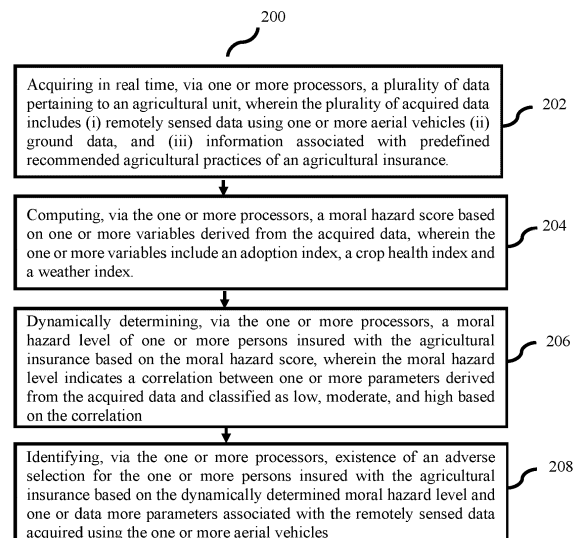 200
Acquiring in real time, via one or more processors, a plurality of data
pertaining to an agricultural unit, wherein the plurality of acquired data
includes (i) remotely sensed data using one or more aerial vehicles (ii)
ground data, and (iii) information associated with predefined
recommended agricultural practices of an agricultural insurance.
202
Computing, via the one or more processors, a moral hazard score based
on one or more variables derived from the acquired data, wherein the
one or more variables include an adoption index, a crop health index and
a weather index.
204
Dynamically determining, via the one or more processors, a moral
hazard level of one or more persons insured with the agricultural
insurance based on the moral hazard score, wherein the moral hazard
level indicates a correlation between one or more parameters derived
from the acquired data and classified as low, moderate, and high based
on the correlation
206
Identifying, via the one or more processors, existence of an adverse
selection for the one or more persons insured with the agricultural
insurance based on the dynamically determined moral hazard level and
one or data more parameters associated with the remotely sensed data
acquired using the one or more aerial vehicles
208